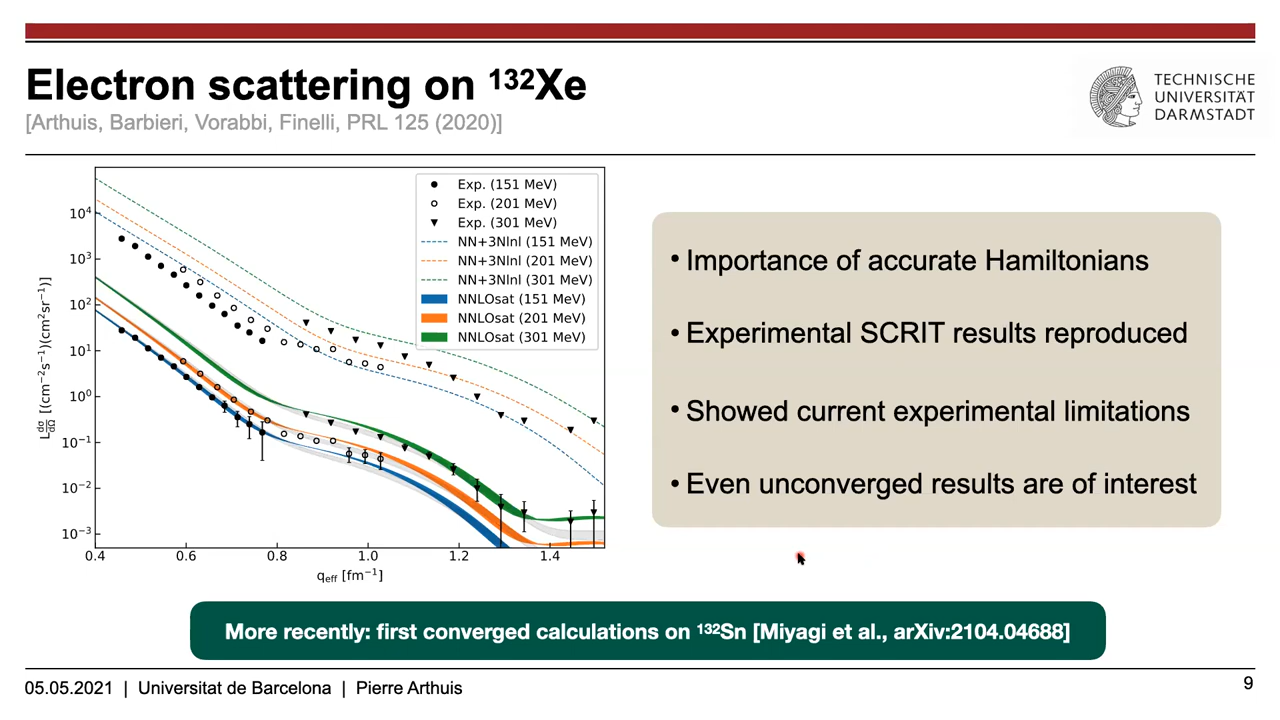 Electron scattering on ¹³²Xe
[Arthuis, Barbieri, Vorabbi, Finelli, PRL 125 (2020)]
TECHNISCHE
UNIVERSITÄT
DARMSTADT
Exp. (151 MeV)
Exp. (201 MeV)
Exp. (301 MeV)
NN+3Nlnl (151 MeV)
NN+3Nlnl (201 MeV)
NN+3Nlnl (301 MeV)
NNLOsat (151 MeV)
NNLOsat (201 MeV)
NNLOsat (301 MeV)
10⁴
10³
10²
10¹
10⁰
10⁻¹
10⁻²
10⁻³
L dσ/dΩ [(cm⁻²s⁻¹)(cm²sr⁻¹)]
0.4 0.6 0.8 1.0 1.2 1.4
q_eff [fm⁻¹]
• Importance of accurate Hamiltonians
• Experimental SCRIT results reproduced
• Showed current experimental limitations
• Even unconverged results are of interest
More recently: first converged calculations on ¹³²Sn [Miyagi et al., arXiv:2104.04688]
05.05.2021 | Universitat de Barcelona | Pierre Arthuis
9